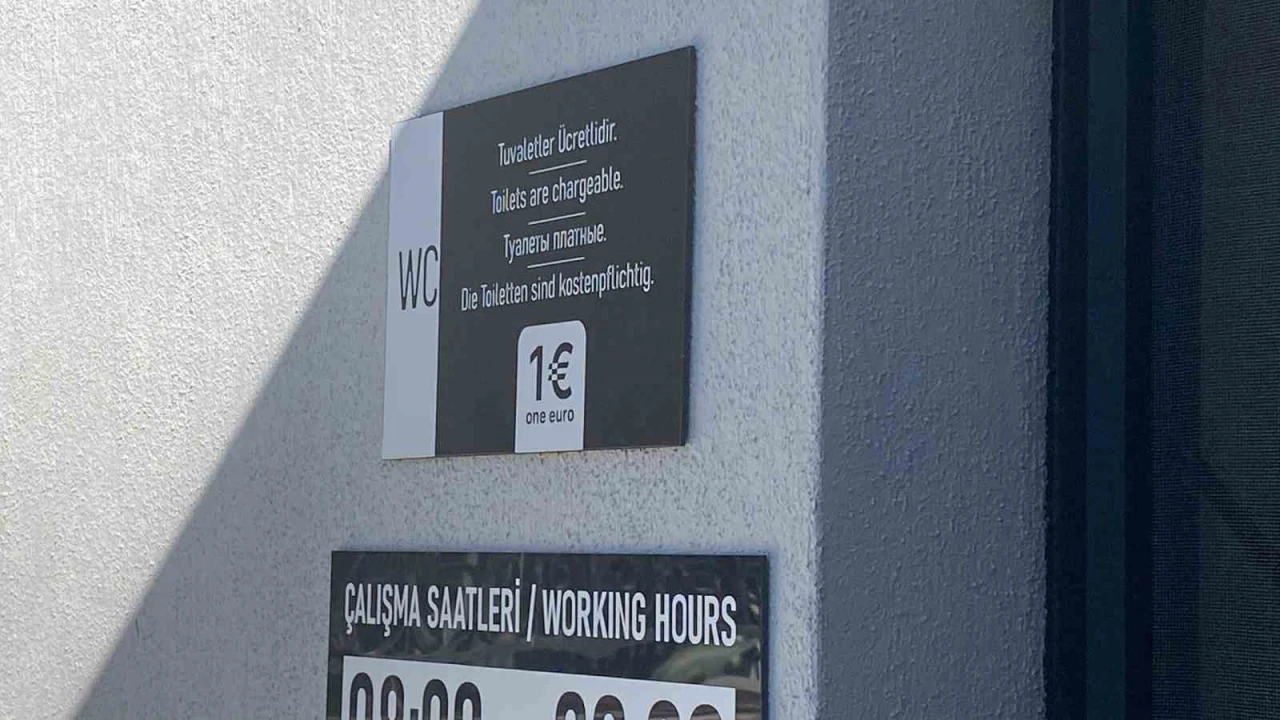 WC
Tuvaletler Ücretlidir.
Toilets are chargeable.
Туалеты платные.
Die Toiletten sind kostenpflichtig.
1€
one euro
ÇALIŞMA SAATLERİ / WORKING HOURS